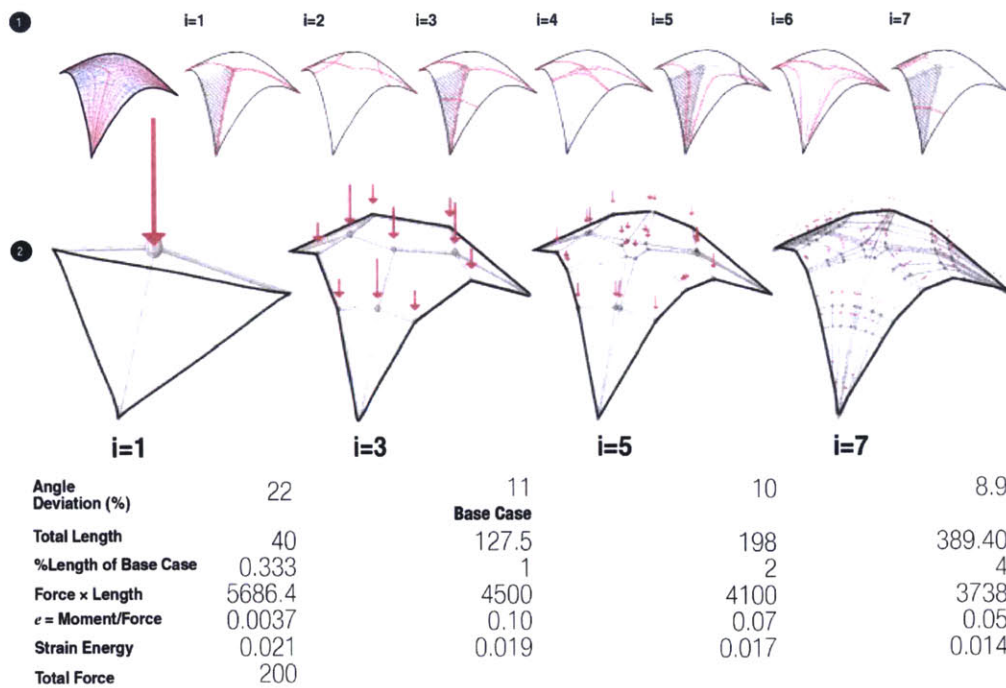 1 i=1 i=2 i=3 i=4 i=5 i=6 i=7
2
i=1 i=3 i=5 i=7
Angle
Deviation (%) 22 11 10 8.9
Base Case
Total Length 40 127.5 198 389.40
%Length of Base Case 0.333 1 2 4
Force × Length 5686.4 4500 4100 3738
e = Moment/Force 0.0037 0.10 0.07 0.05
Strain Energy 0.021 0.019 0.017 0.014
Total Force 200